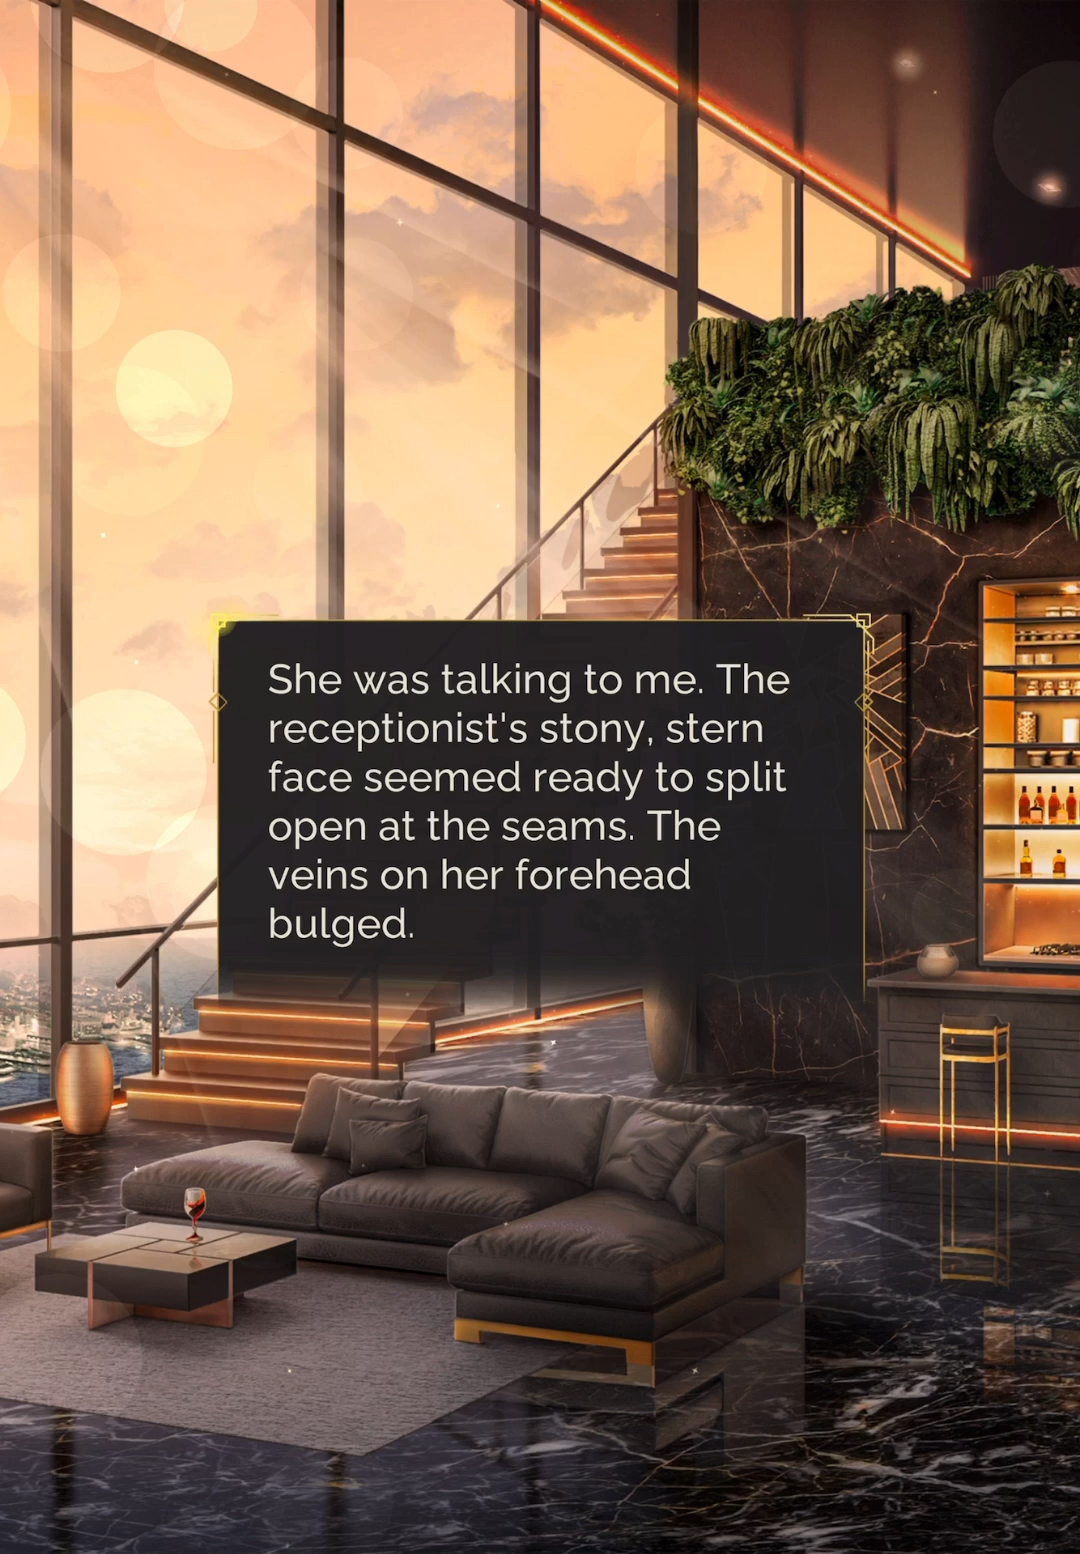 She was talking to me. The
receptionist's stony, stern
face seemed ready to split
open at the seams. The
veins on her forehead
bulged.